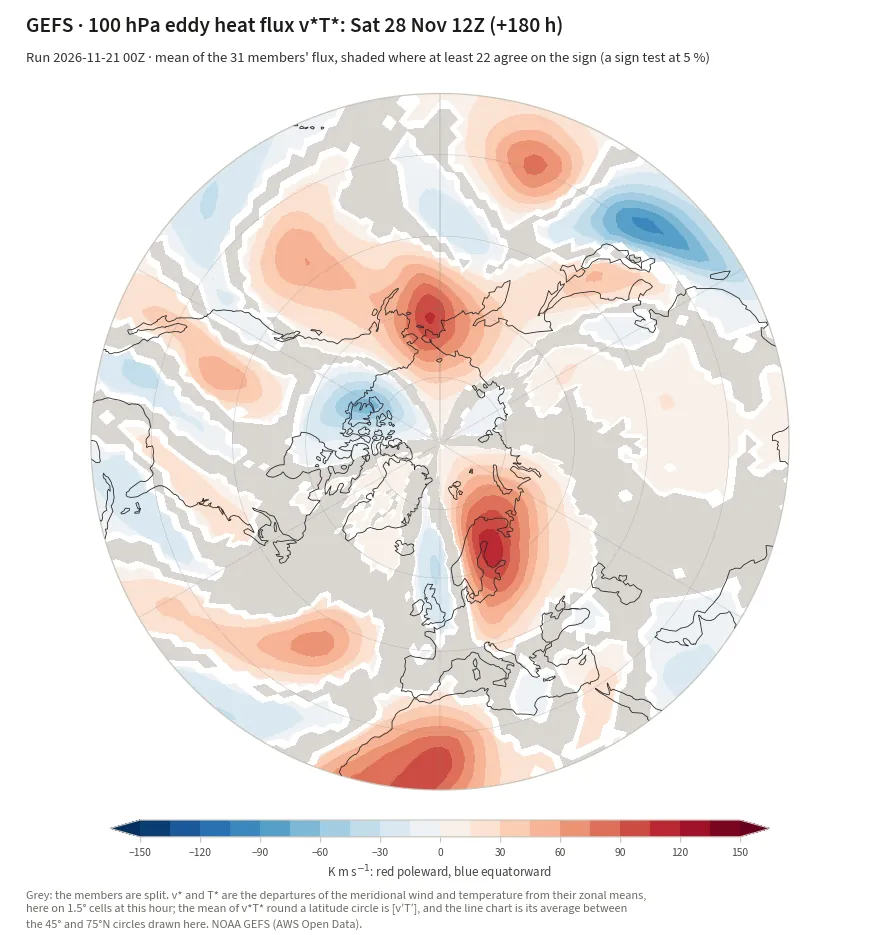 GEFS · 100 hPa eddy heat flux v*T*: Sat 28 Nov 12Z (+180 h)
Run 2026-11-21 00Z · mean of the 31 members' flux, shaded where at least 22 agree on the sign (a sign test at 5 %)
−150 −120 −90 −60 −30 0 30 60 90 120 150
K m s⁻¹: red poleward, blue equatorward
Grey: the members are split. v* and T* are the departures of the meridional wind and temperature from their zonal means,
here on 1.5° cells at this hour; the mean of v*T* round a latitude circle is [v′T′], and the line chart is its average between
the 45° and 75°N circles drawn here. NOAA GEFS (AWS Open Data).